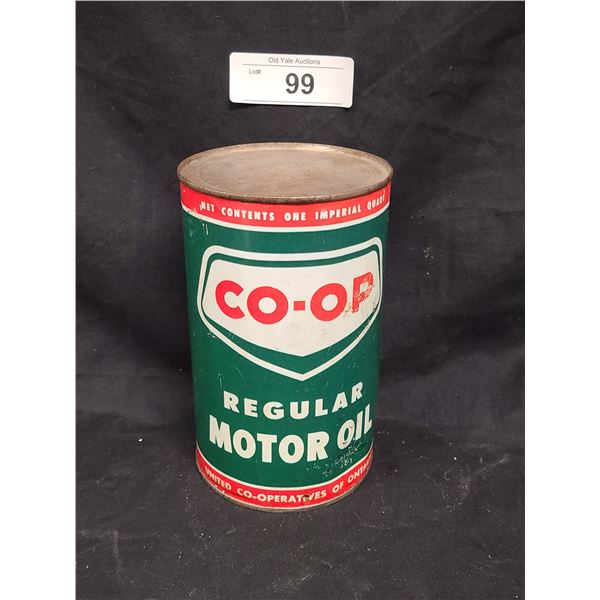 Old Yale Auctions
Lot#: 99
NET CONTENTS ONE IMPERIAL QUART
CO-OP
REGULAR
MOTOR OIL
UNITED CO-OPERATIVES OF ONTA